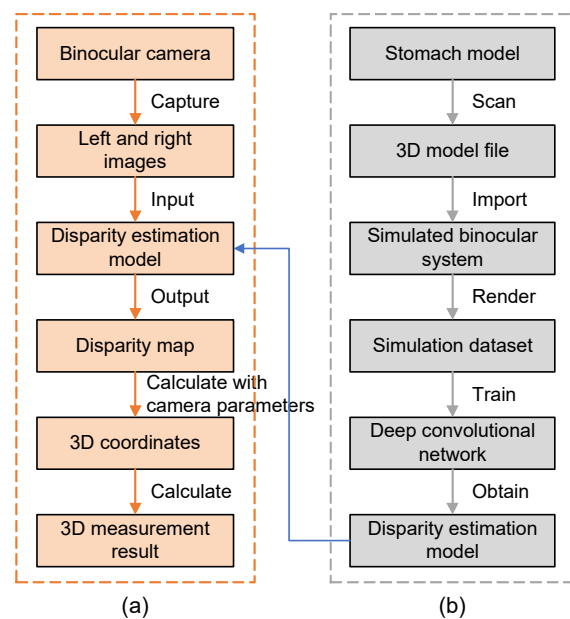 Binocular camera
Capture
Left and right
images
Input
Disparity estimation
model
Output
Disparity map
Calculate with
camera parameters
3D coordinates
Calculate
3D measurement
result
(a)
Stomach model
Scan
3D model file
Import
Simulated binocular
system
Render
Simulation dataset
Train
Deep convolutional
network
Obtain
Disparity estimation
model
(b)